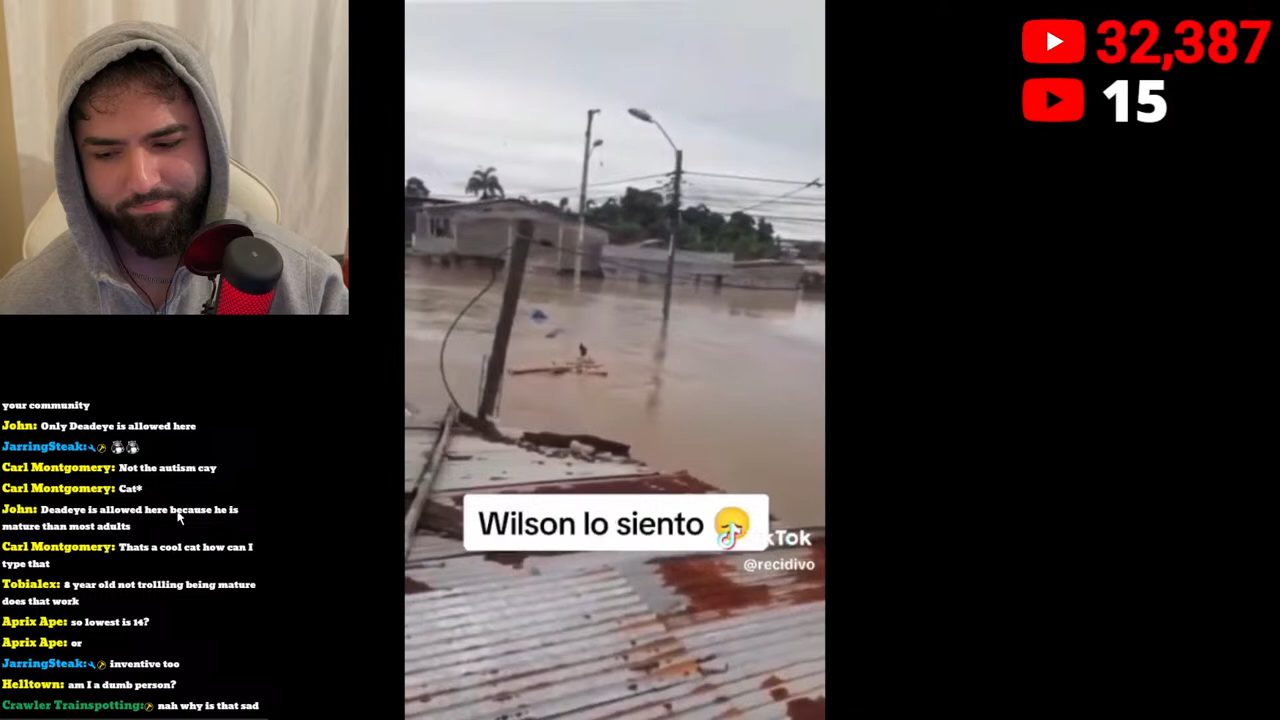 32,387
15
your community
John: Only Deadeye is allowed here
JarringSteak:
Carl Montgomery: Not the autism cay
Carl Montgomery: Cat*
John: Deadeye is allowed here because he is
mature than most adults
Carl Montgomery: Thats a cool cat how can I
type that
Tobialex: 8 year old not trollling being mature
does that work
Aprix Ape: so lowest is 14?
Aprix Ape: or
JarringSteak: inventive too
Helltown: am I a dumb person?
Crawler Trainspotting: nah why is that sad
Wilson lo siento
kTok
@recidivo